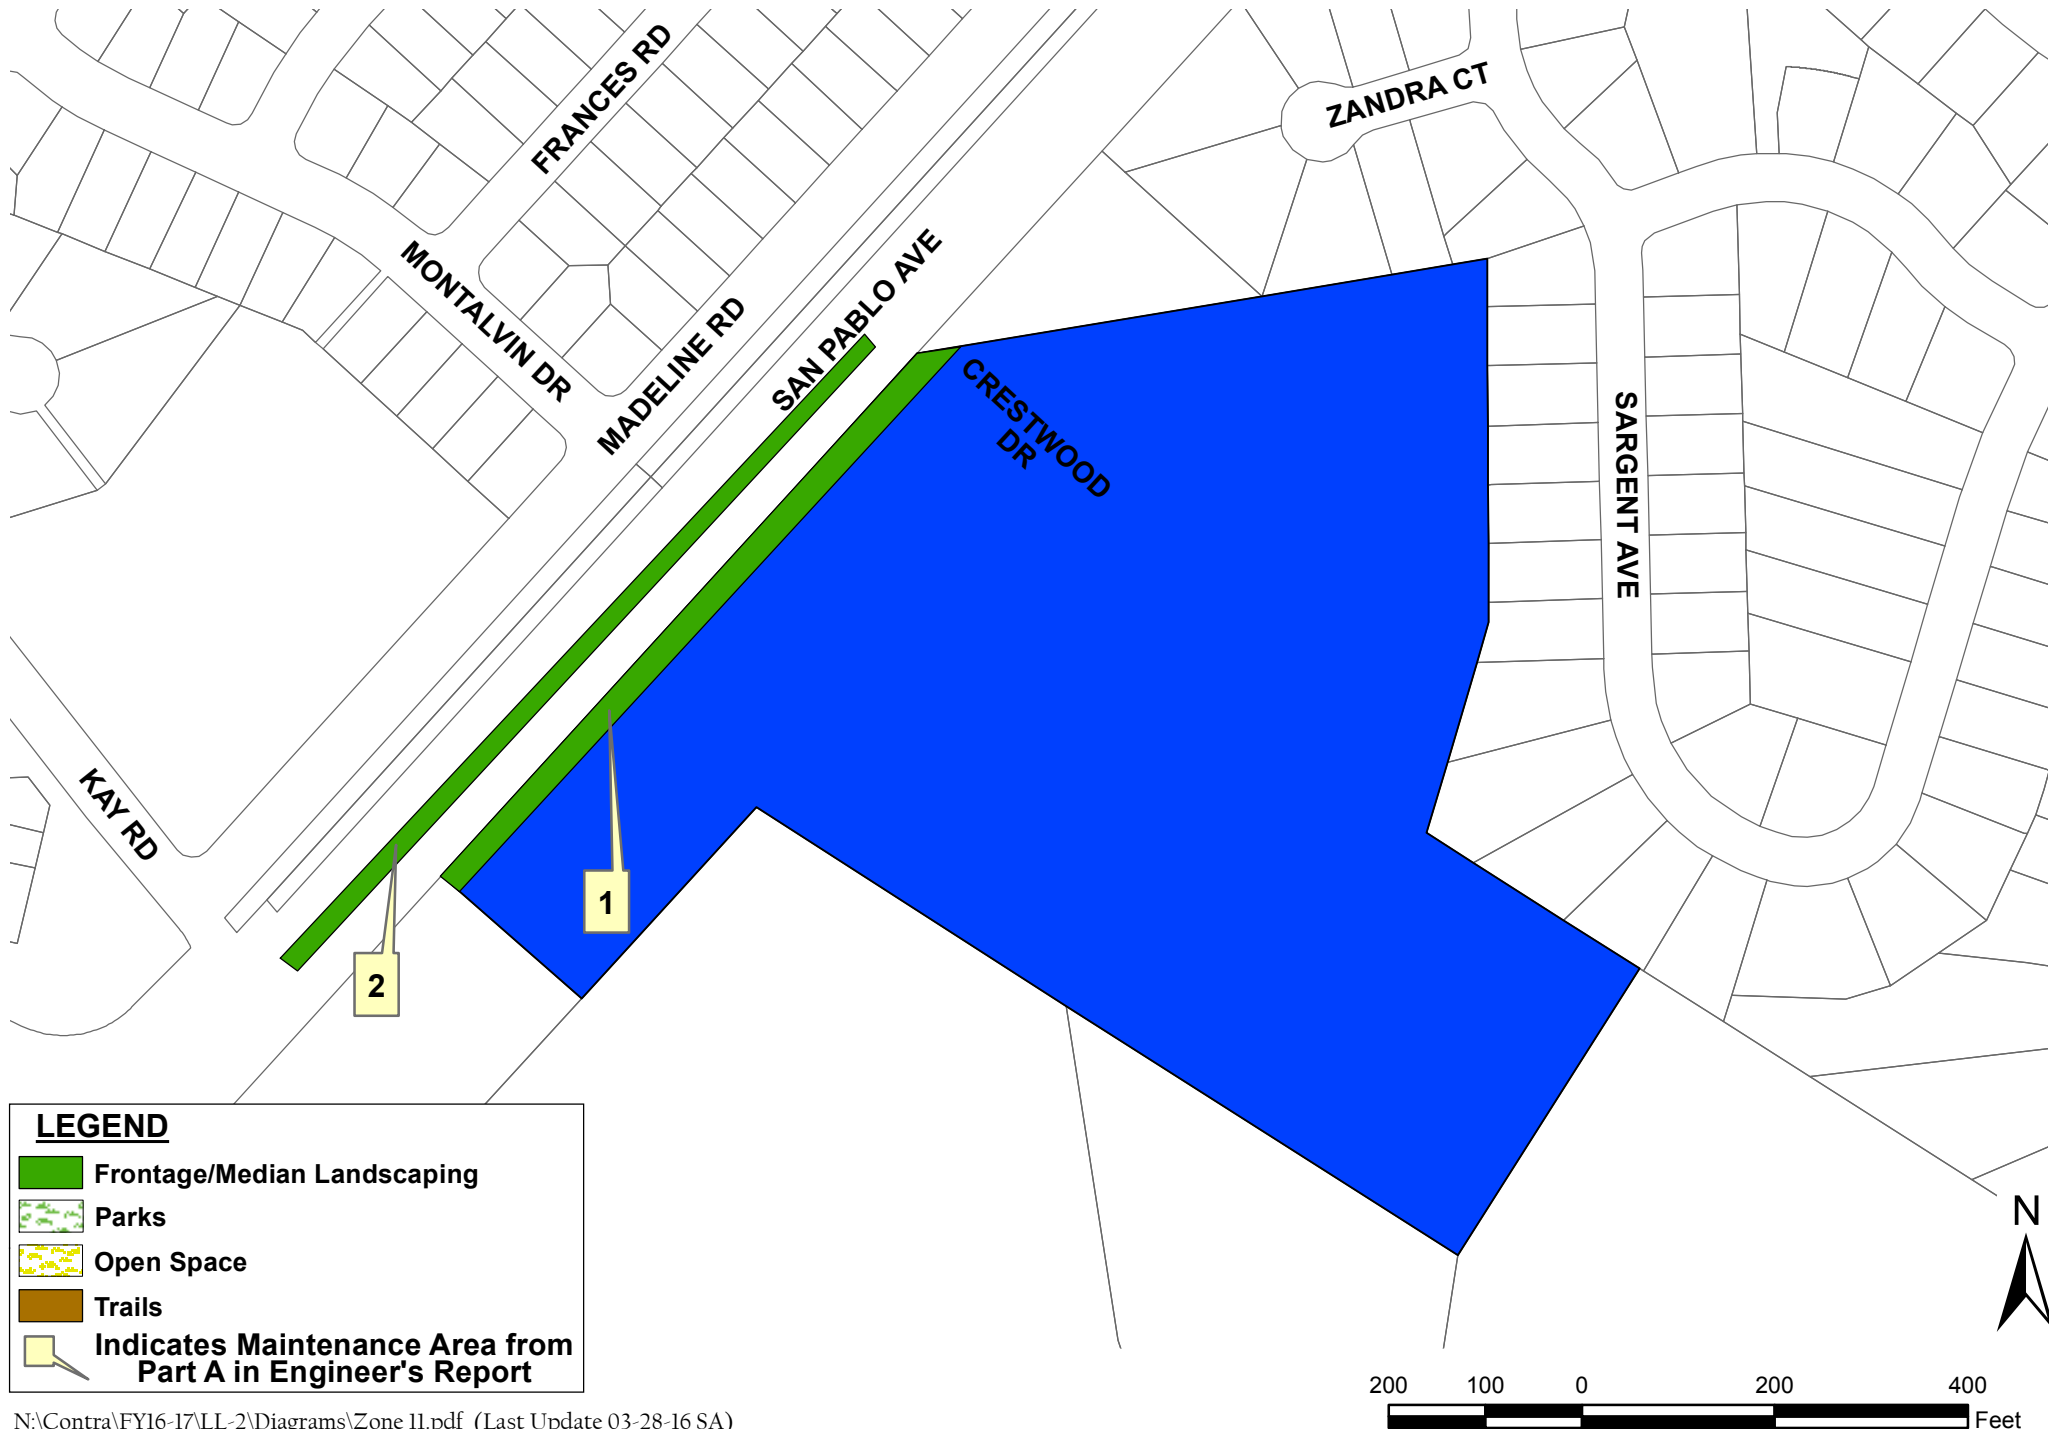 FRANCES RD
ZANDRA CT
MONTALVIN DR
MADELINE RD
SAN PABLO AVE
CRESTWOOD
DR
SARGENT AVE
KAY RD
1
2
LEGEND
Frontage/Median Landscaping
Parks
Open Space
Trails
Indicates Maintenance Area from
Part A in Engineer's Report
N
200 100 0 200 400
Feet
N:\Contra\FY16-17\LL-2\Diagrams\Zone 11.pdf (Last Update 03-28-16 SA)